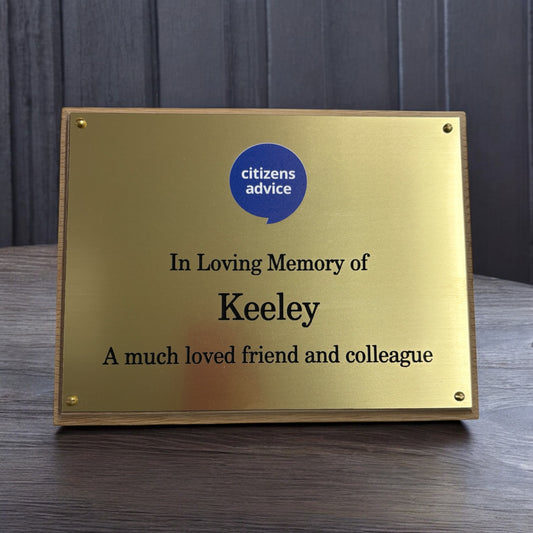 citizens
advice
In Loving Memory of
Keeley
A much loved friend and colleague